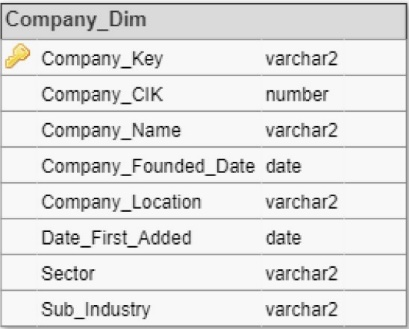 Company_Dim
Company_Key varchar2
Company_CIK number
Company_Name varchar2
Company_Founded_Date date
Company_Location varchar2
Date_First_Added date
Sector varchar2
Sub_Industry varchar2